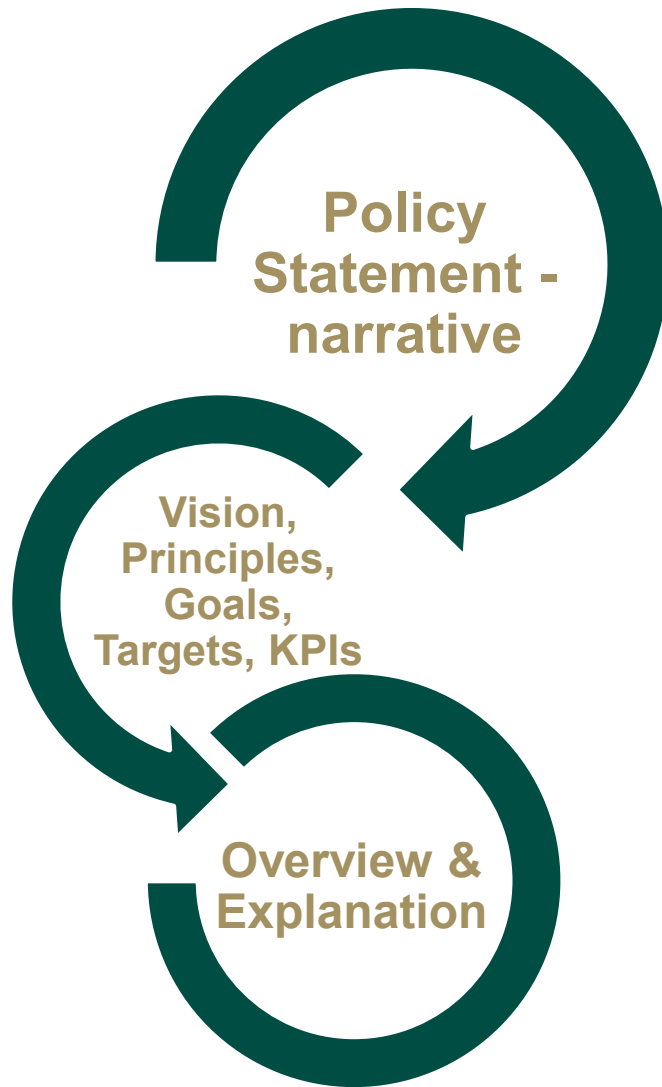 Policy
Statement -
narrative
Vision,
Principles,
Goals,
Targets, KPIs
Overview &
Explanation